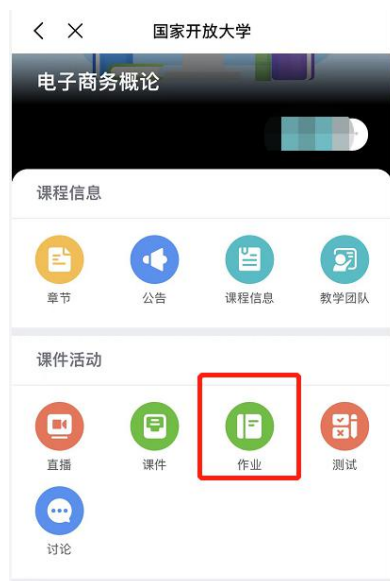 国家开放大学
电子商务概论
课程信息
章节 公告 课程信息 教学团队
课件活动
直播 课件 作业 测试
讨论